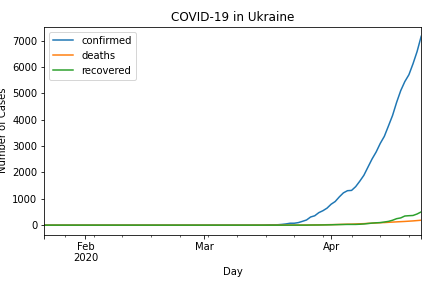 COVID-19 in Ukraine
confirmed
deaths
recovered
7000
6000
5000
4000
3000
2000
1000
0
Number of Cases
Feb
2020
Mar
Apr
Day